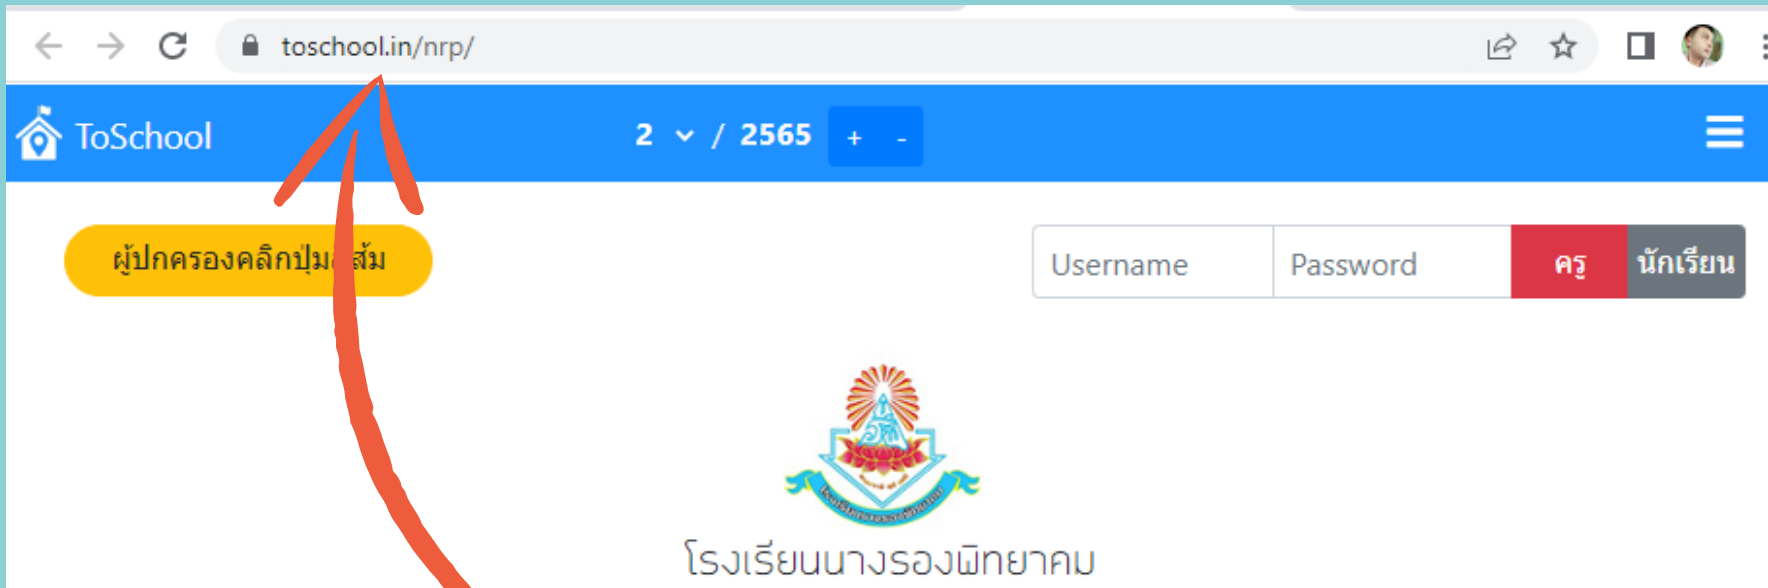 toschool.in/nrp/
ToSchool
2 / 2565 + -
ผู้ปกครองคลิกปุ่ม ส้ม
Username Password ครู นักเรียน
โรงเรียนนางรองพิทยาคม